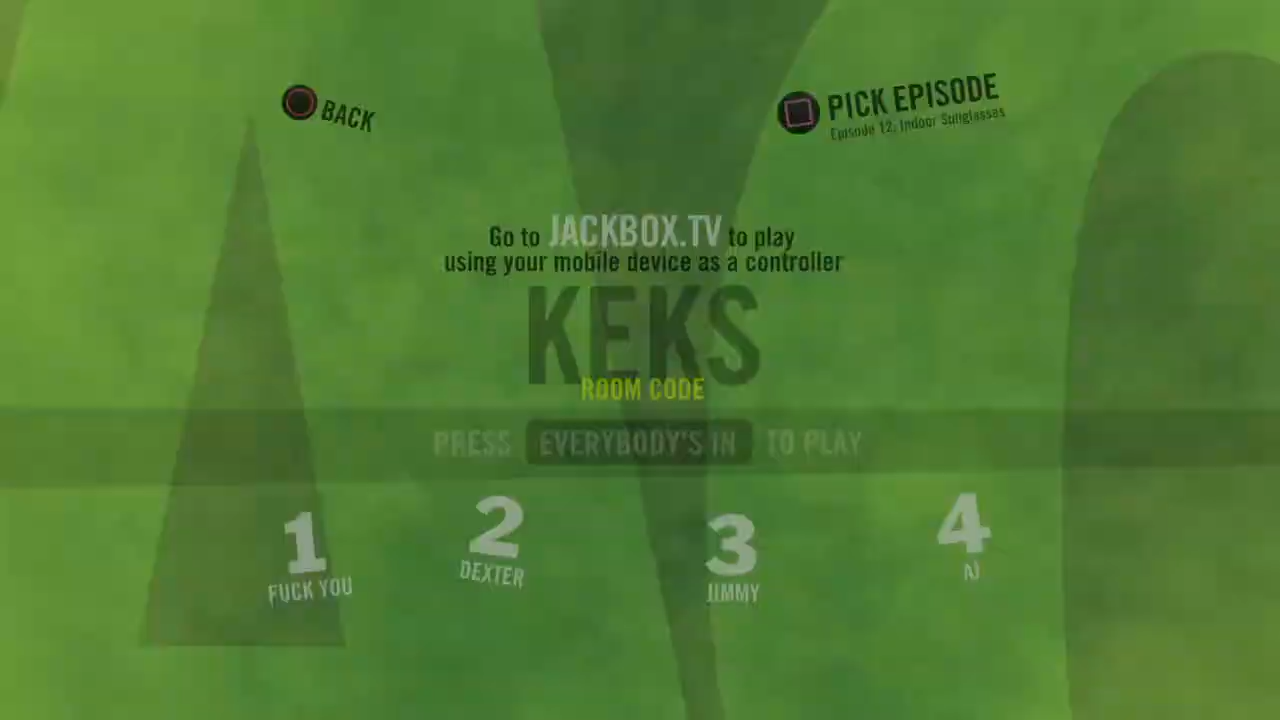 BACK
PICK EPISODE
Episode 12, Indoor Sunglasses
Go to JACKBOX.TV to play
using your mobile device as a controller
KEKS
ROOM CODE
PRESS EVERYBODY'S IN TO PLAY
1
FUCK YOU
2
DEXTER
3
JIMMY
4
AJ